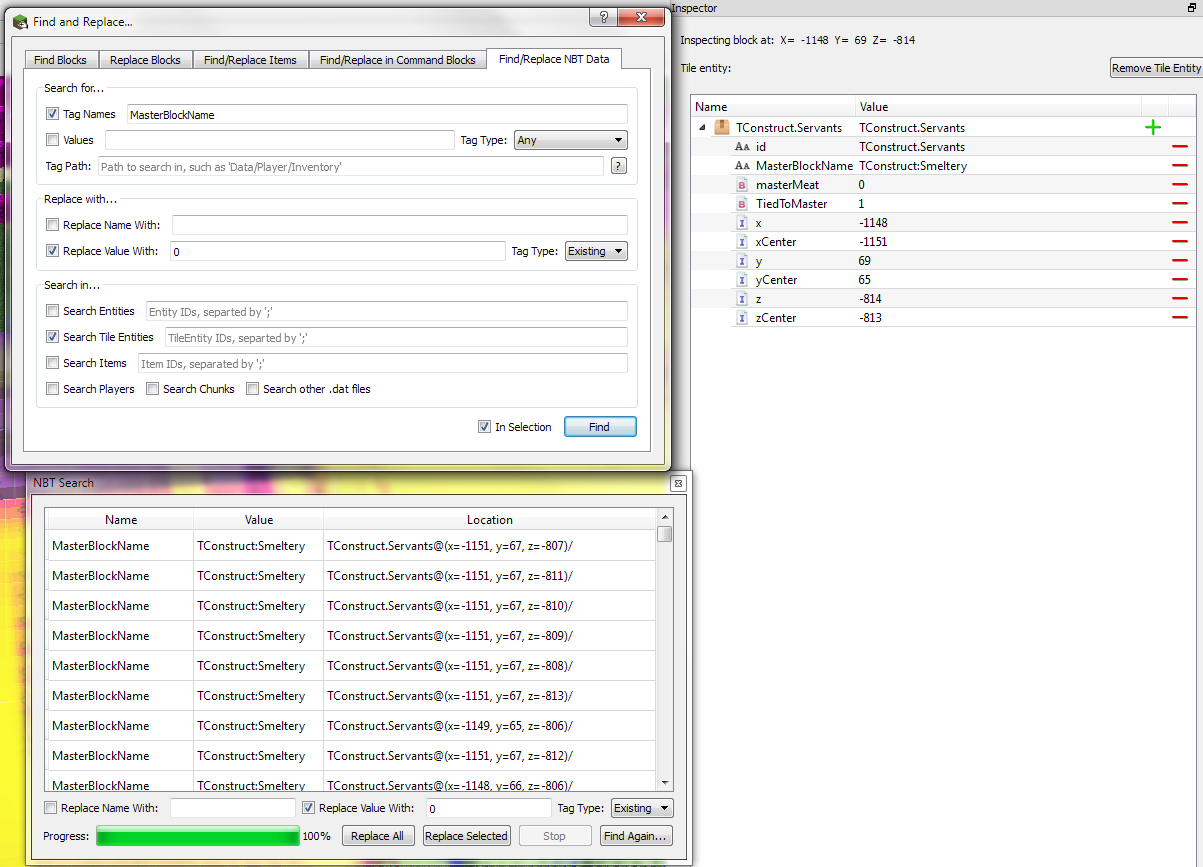 Find and Replace...
Find Blocks
Replace Blocks
Find/Replace Items
Find/Replace in Command Blocks
Find/Replace NBT Data
Search for...
Tag Names MasterBlockName
Values Tag Type: Any
Tag Path: Path to search in, such as 'Data/Player/Inventory' ?
Replace with...
Replace Name With:
Replace Value With: 0 Tag Type: Existing
Search in...
Search Entities Entity IDs, separted by ';'
Search Tile Entities TileEntity IDs, separted by ';'
Search Items Item IDs, separated by ';'
Search Players Search Chunks Search other .dat files
In Selection Find
NBT Search
Name Value Location
MasterBlockName TConstruct:Smeltery TConstruct.Servants@(x=-1151, y=67, z=-807)/
MasterBlockName TConstruct:Smeltery TConstruct.Servants@(x=-1151, y=67, z=-811)/
MasterBlockName TConstruct:Smeltery TConstruct.Servants@(x=-1151, y=67, z=-810)/
MasterBlockName TConstruct:Smeltery TConstruct.Servants@(x=-1151, y=67, z=-809)/
MasterBlockName TConstruct:Smeltery TConstruct.Servants@(x=-1151, y=67, z=-808)/
MasterBlockName TConstruct:Smeltery TConstruct.Servants@(x=-1151, y=67, z=-813)/
MasterBlockName TConstruct:Smeltery TConstruct.Servants@(x=-1149, y=65, z=-806)/
MasterBlockName TConstruct:Smeltery TConstruct.Servants@(x=-1151, y=67, z=-812)/
MasterBlockName TConstruct:Smeltery TConstruct.Servants@(x=-1148, y=66, z=-806)/
Replace Name With: Replace Value With: 0 Tag Type: Existing
Progress: 100% Replace All Replace Selected Stop Find Again...
Inspector
Inspecting block at: X= -1148 Y= 69 Z= -814
Tile entity: Remove Tile Entity
Name Value
TConstruct.Servants TConstruct.Servants
AA id TConstruct.Servants
AA MasterBlockName TConstruct:Smeltery
B masterMeat 0
B TiedToMaster 1
I x -1148
I xCenter -1151
I y 69
I yCenter 65
I z -814
I zCenter -813